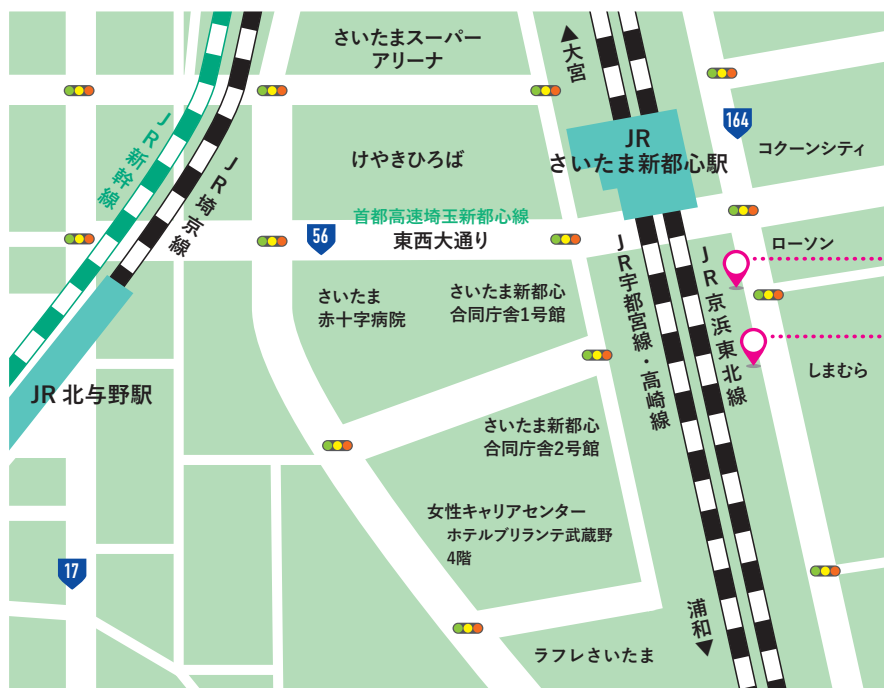 さいたまスーパー
アリーナ
▲大宮
164
JR
さいたま新都心駅
コクーンシティ
けやきひろば
JR新幹線
JR埼京線
首都高速埼玉新都心線
56
東西大通り
ローソン
さいたま
赤十字病院
さいたま新都心
合同庁舎1号館
JR宇都宮線・高崎線
JR京浜東北線
しまむら
JR 北与野駅
さいたま新都心
合同庁舎2号館
女性キャリアセンター
ホテルブリランテ武蔵野
4階
17
浦和▼
ラフレさいたま